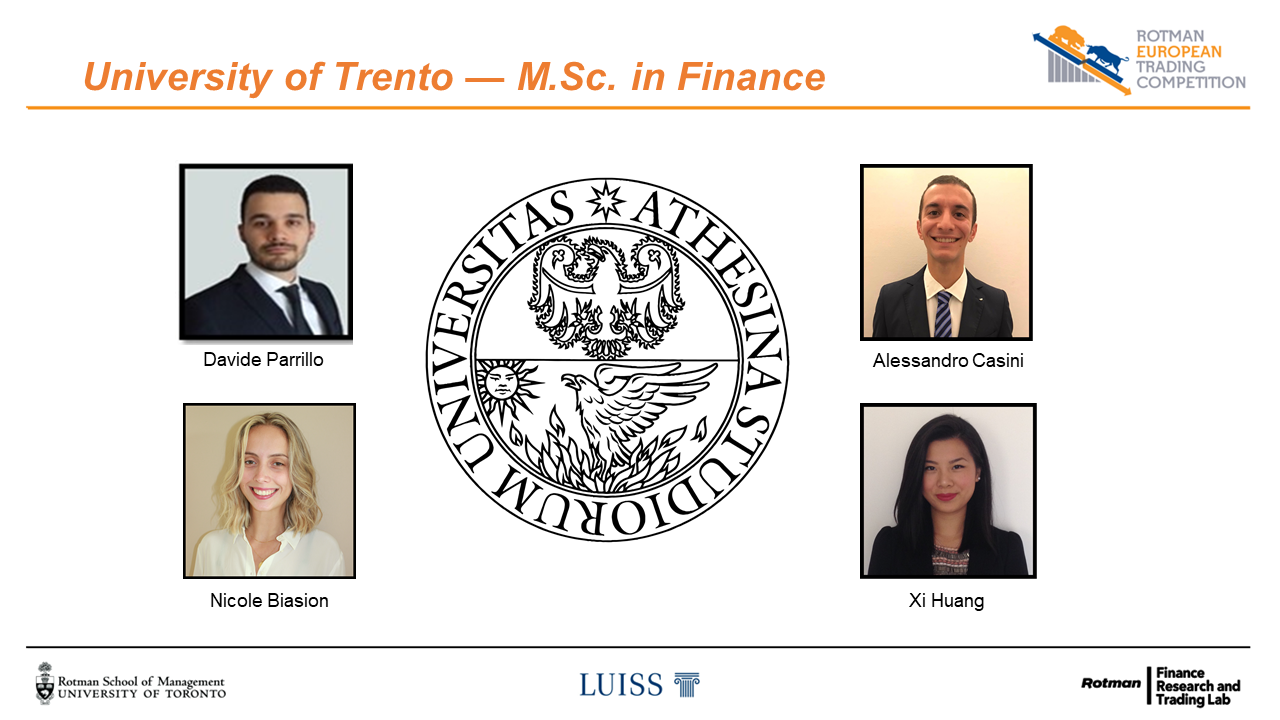 University of Trento — M.Sc. in Finance
ROTMAN
EUROPEAN
TRADING
COMPETITION
UNIVERSITAS ATHESINA STUDIORUM
Davide Parrillo
Alessandro Casini
Nicole Biasion
Xi Huang
Rotman School of Management
UNIVERSITY OF TORONTO
LUISS
Rotman
Finance
Research and
Trading Lab